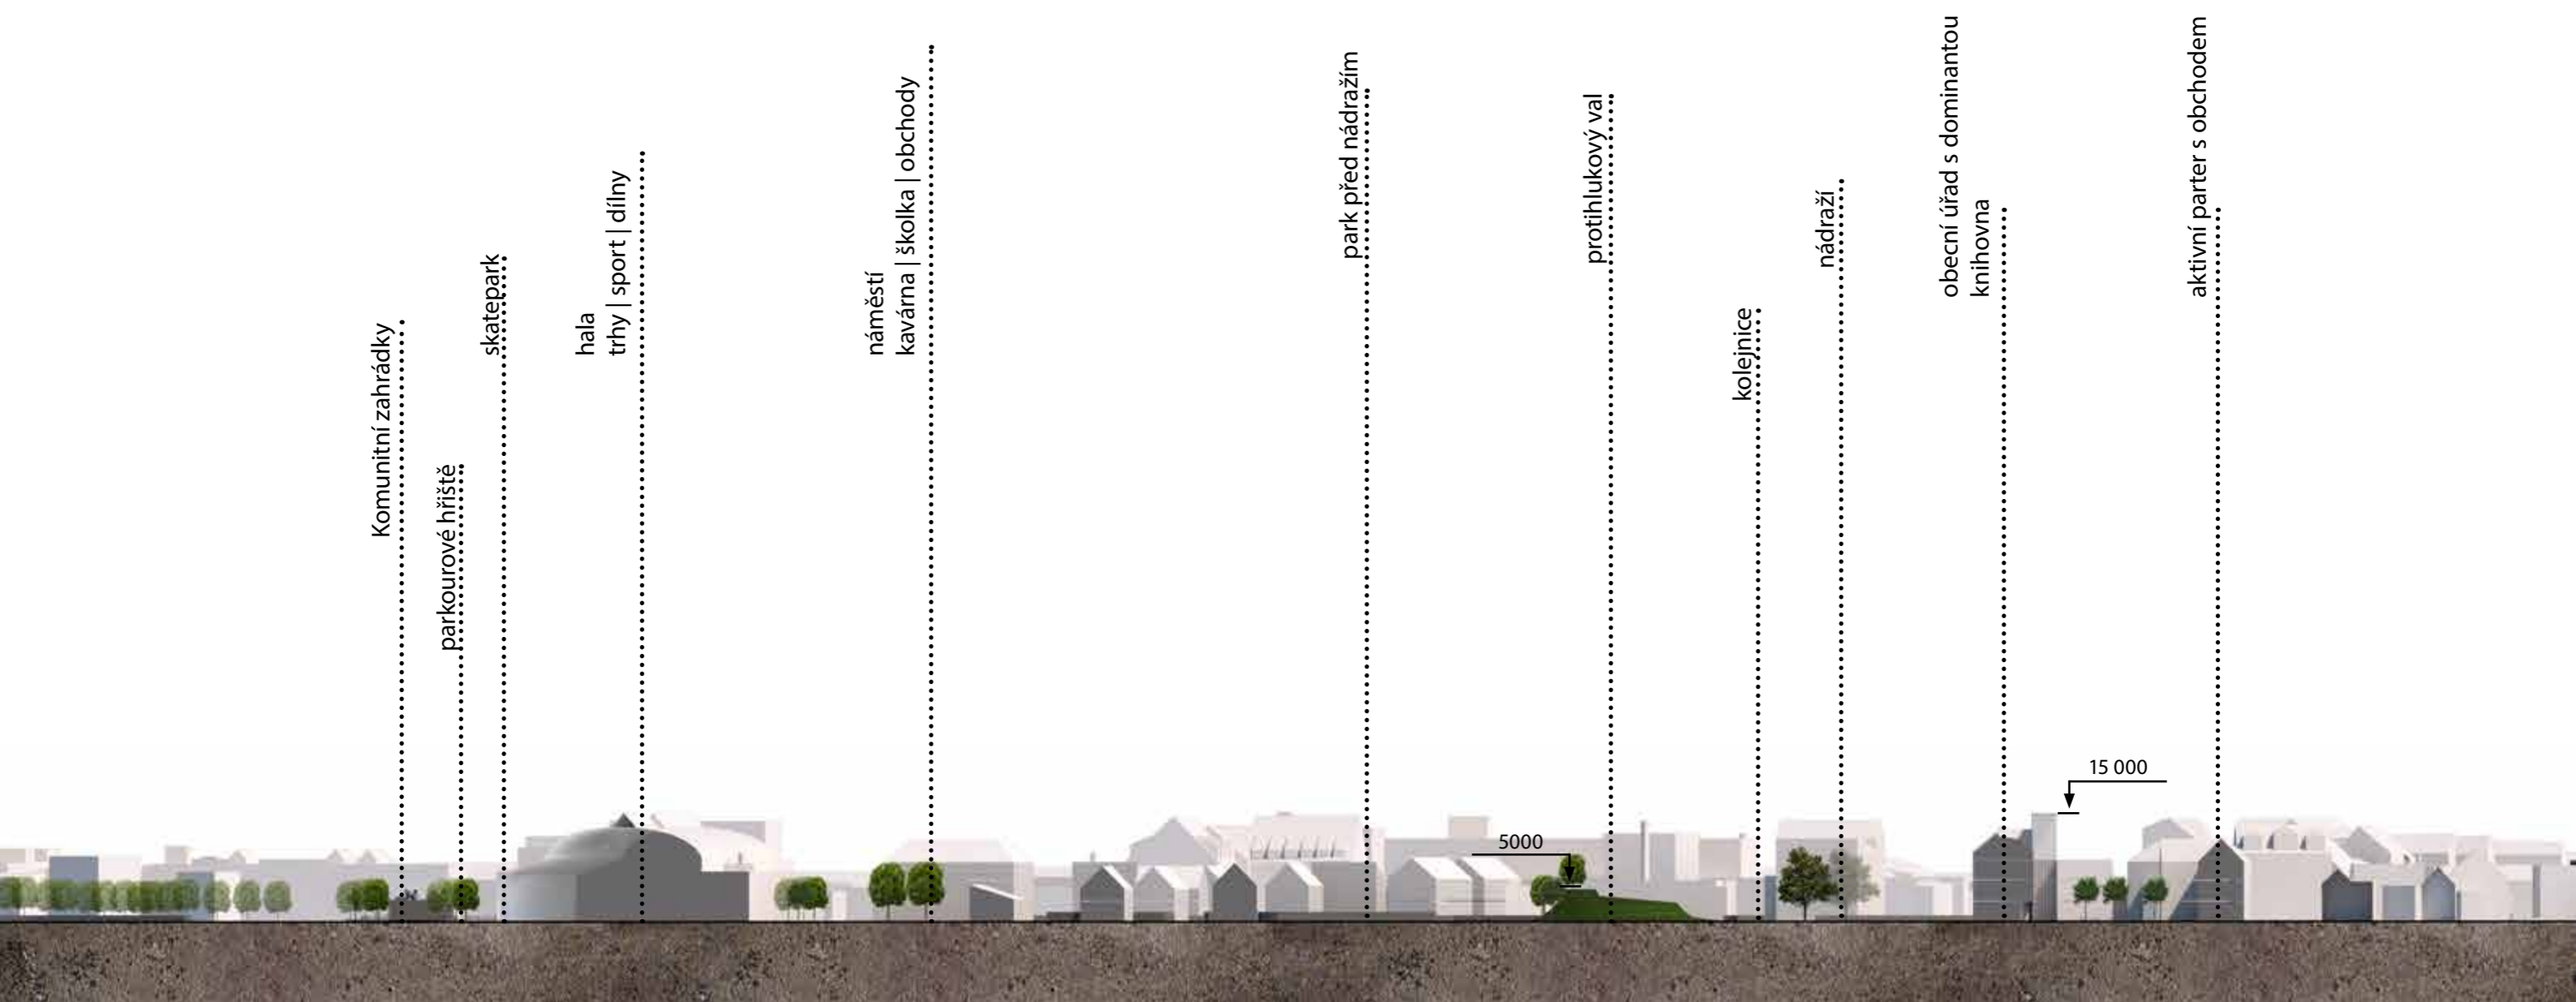 Komunitní zahrádky
parkourové hřiště
skatepark
hala
trhy | sport | dílny
náměstí
kavárna | školka | obchody
park před nádražím
protihlukový val
kolejnice
nádraží
obecní úřad s dominantou
knihovna
aktivní parter s obchodem
5000
15 000